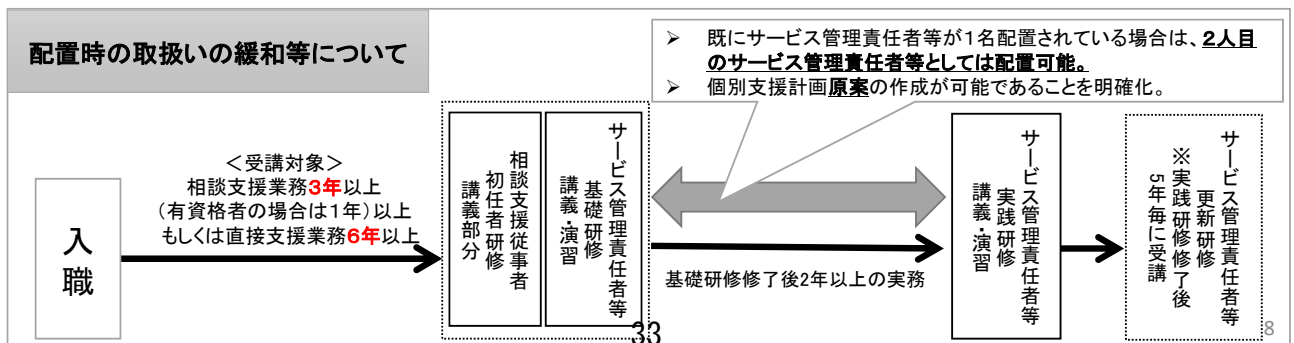 配置時の取扱いの緩和等について
➢ 既にサービス管理責任者等が1名配置されている場合は、2人目
のサービス管理責任者等としては配置可能。
➢ 個別支援計画原案の作成が可能であることを明確化。
入職
<受講対象>
相談支援業務3年以上
(有資格者の場合は1年)以上
もしくは直接支援業務6年以上
相談支援従事者
初任者研修
講義部分
サービス管理責任者等
基礎研修
講義・演習
基礎研修修了後2年以上の実務
サービス管理責任者等
実践研修
講義・演習
サービス管理責任者等
更新研修
※実践研修修了後
5年毎に受講
33
8